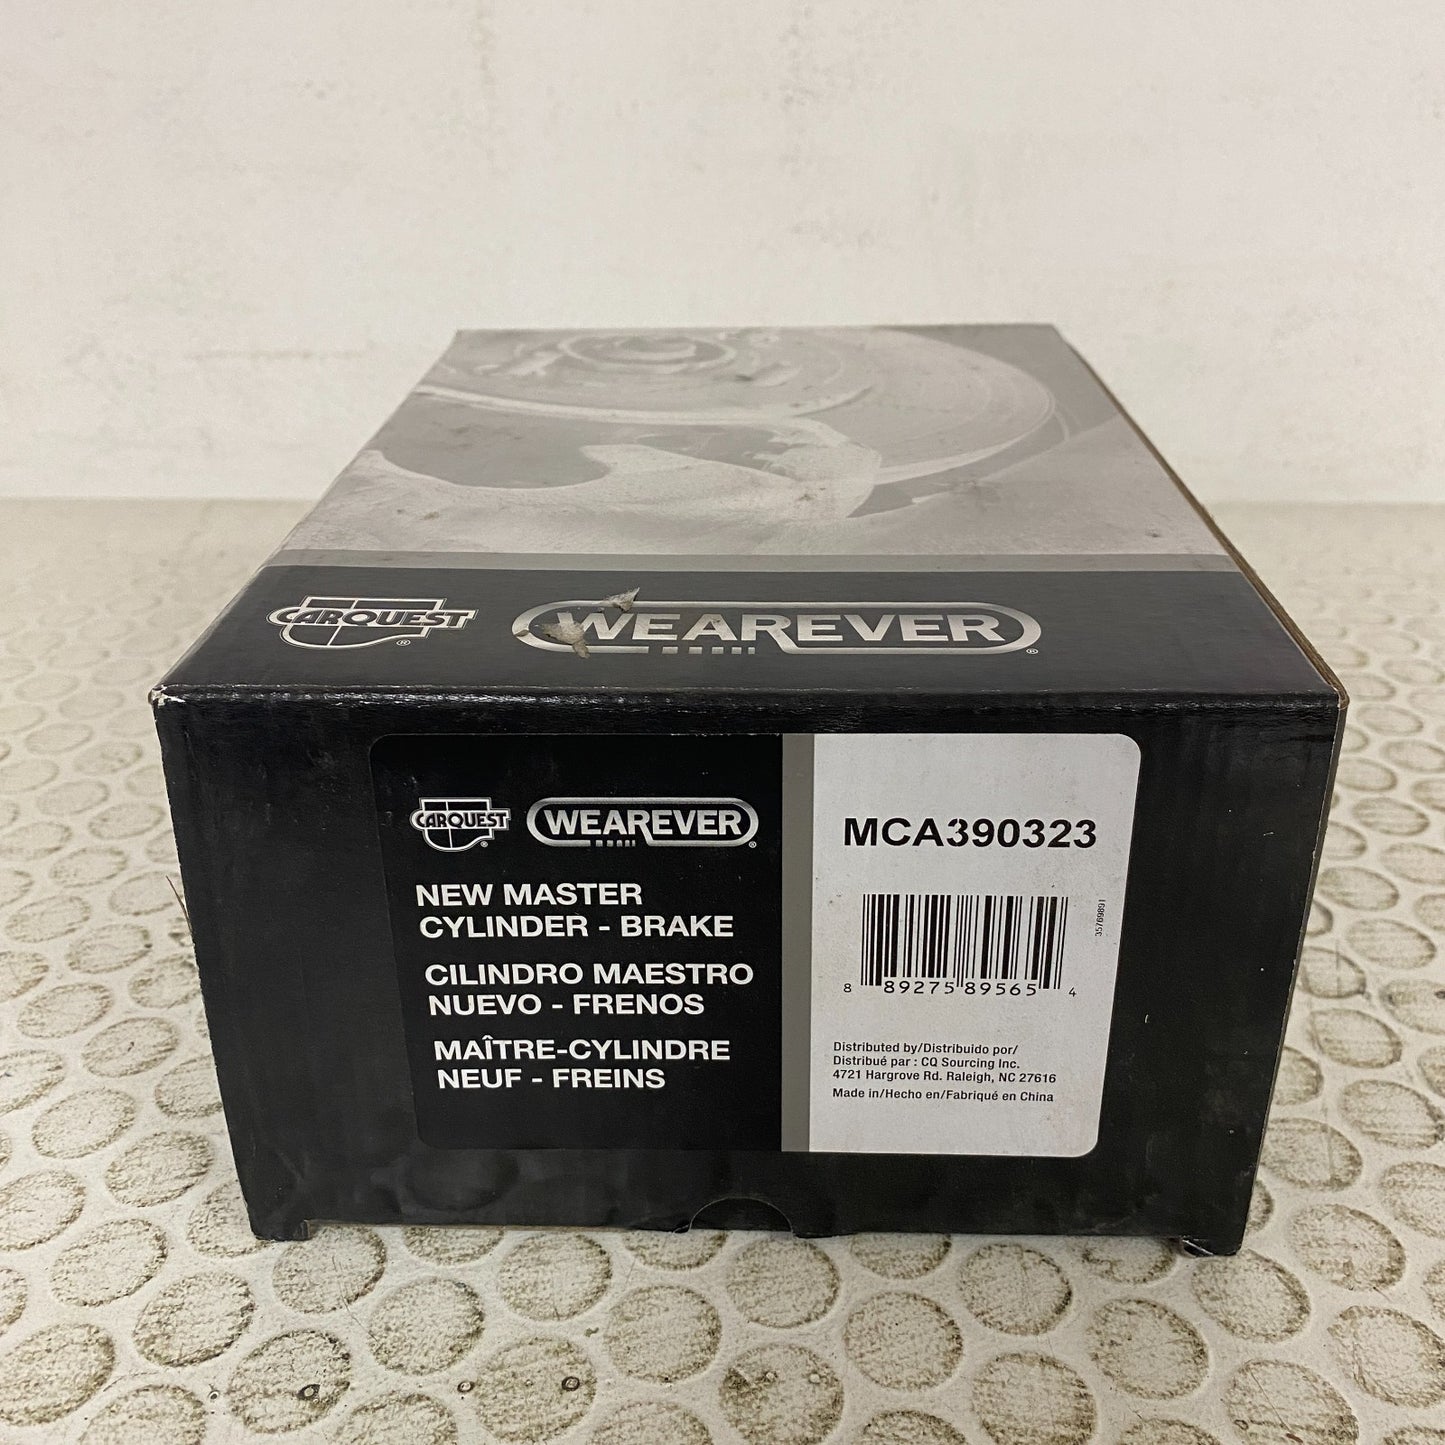 CARQUEST ®
WEAREVER ®
CARQUEST ®
WEAREVER ®
NEW MASTER
CYLINDER - BRAKE
CILINDRO MAESTRO
NUEVO - FRENOS
MAÎTRE-CYLINDRE
NEUF - FREINS
MCA390323
8 89275 89565 4
Distributed by/Distribuido por/
Distribué par : CQ Sourcing Inc.
4721 Hargrove Rd. Raleigh, NC 27616
Made in/Hecho en/Fabriqué en China